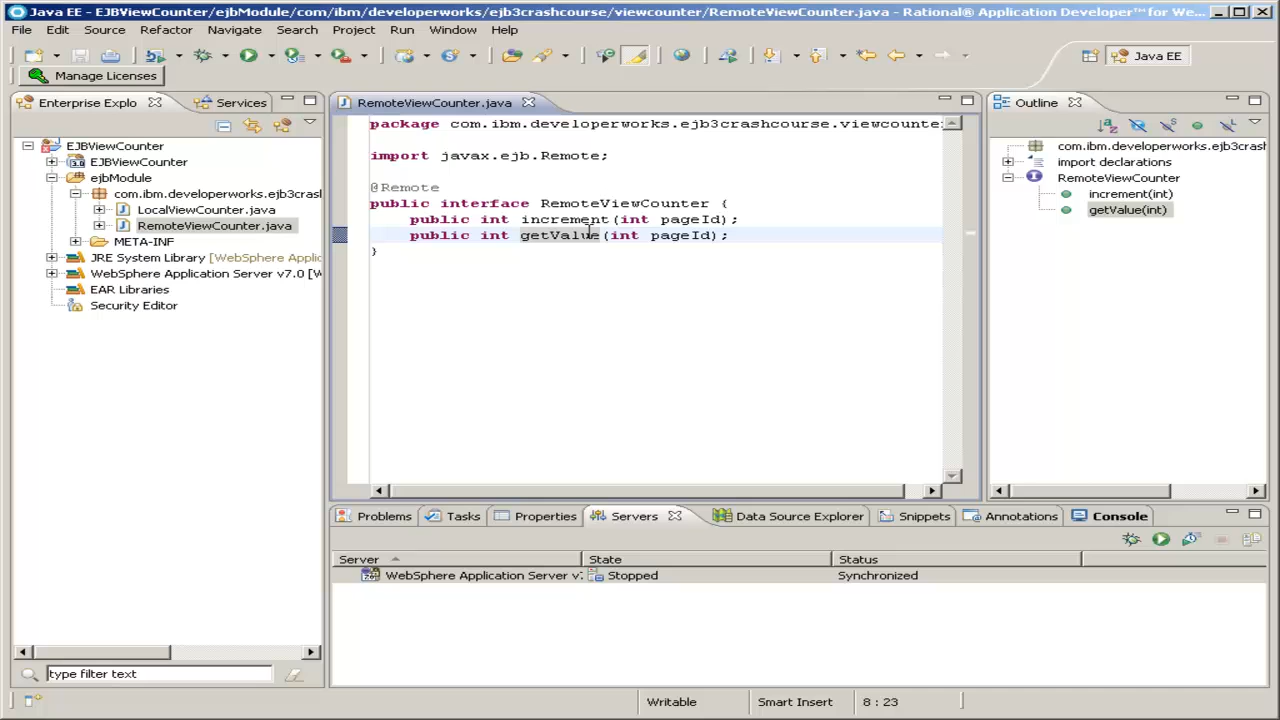 Java EE - EJBViewCounter/ejbModule/com/ibm/developerworks/ejb3crashcourse/viewcounter/RemoteViewCounter.java - Rational® Application Developer™ for We...
File Edit Source Refactor Navigate Search Project Run Window Help
Java EE
Manage Licenses
Enterprise Explo
Services
RemoteViewCounter.java
Outline
EJBViewCounter
EJBViewCounter
ejbModule
com.ibm.developerworks.ejb3crash
LocalViewCounter.java
RemoteViewCounter.java
META-INF
JRE System Library [WebSphere Applic
WebSphere Application Server v7.0 [W
EAR Libraries
Security Editor
type filter text
package com.ibm.developerworks.ejb3crashcourse.viewcounte
import javax.ejb.Remote;
@Remote
public interface RemoteViewCounter {
public int increment(int pageId);
public int getValue(int pageId);
}
com.ibm.developerworks.ejb3crash
import declarations
RemoteViewCounter
increment(int)
getValue(int)
Problems Tasks Properties Servers Data Source Explorer Snippets Annotations Console
Server State Status
WebSphere Application Server v7 Stopped Synchronized
Writable Smart Insert 8 : 23